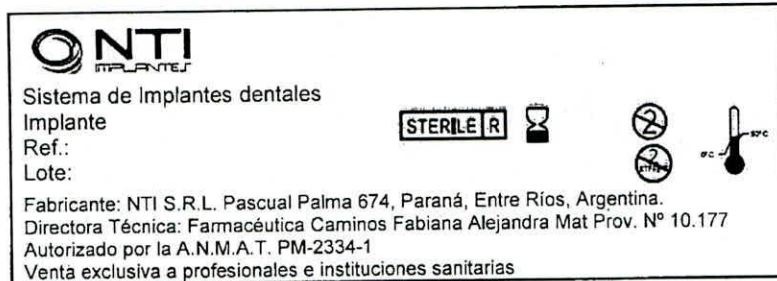 NTI
IMPLANTES
Sistema de Implantes dentales
Implante
Ref.:
Lote:
STERILE R
2
2
Fabricante: NTI S.R.L. Pascual Palma 674, Paraná, Entre Ríos, Argentina.
Directora Técnica: Farmacéutica Caminos Fabiana Alejandra Mat Prov. Nº 10.177
Autorizado por la A.N.M.A.T. PM-2334-1
Venta exclusiva a profesionales e instituciones sanitarias